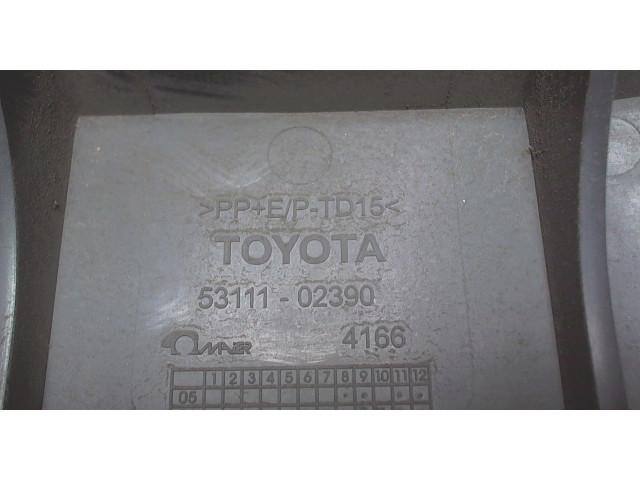 >PP+E/P-TD15<
TOYOTA
53111-02390
MAIER 4166
1 2 3 4 5 6 7 8 9 10 11 12
05